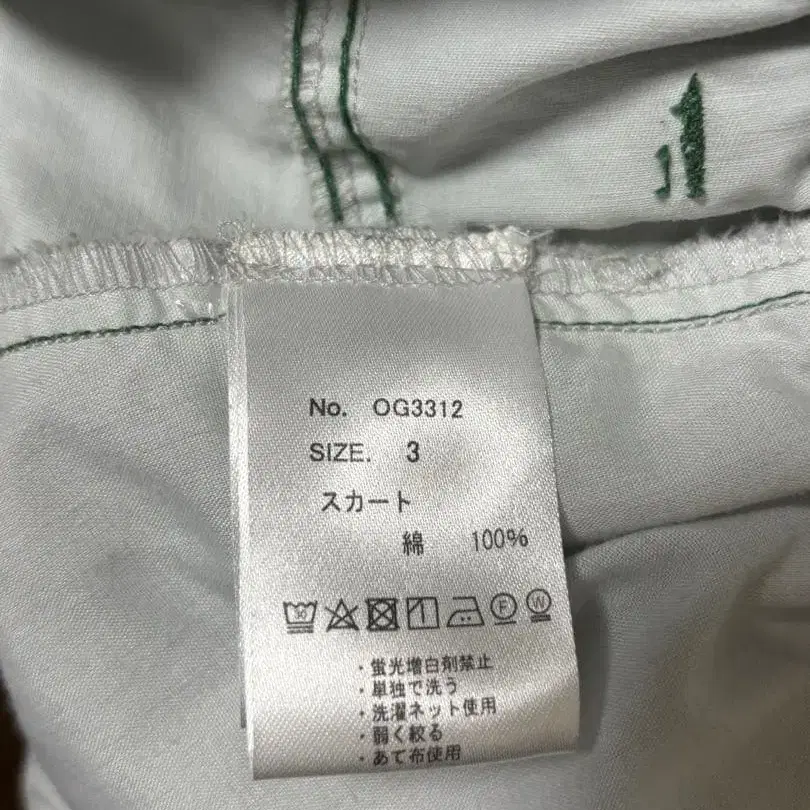 No. OG3312
SIZE. 3
スカート
綿 100%
30 F W
・蛍光増白剤禁止
・単独で洗う
・洗濯ネット使用
・弱く絞る
・あて布使用